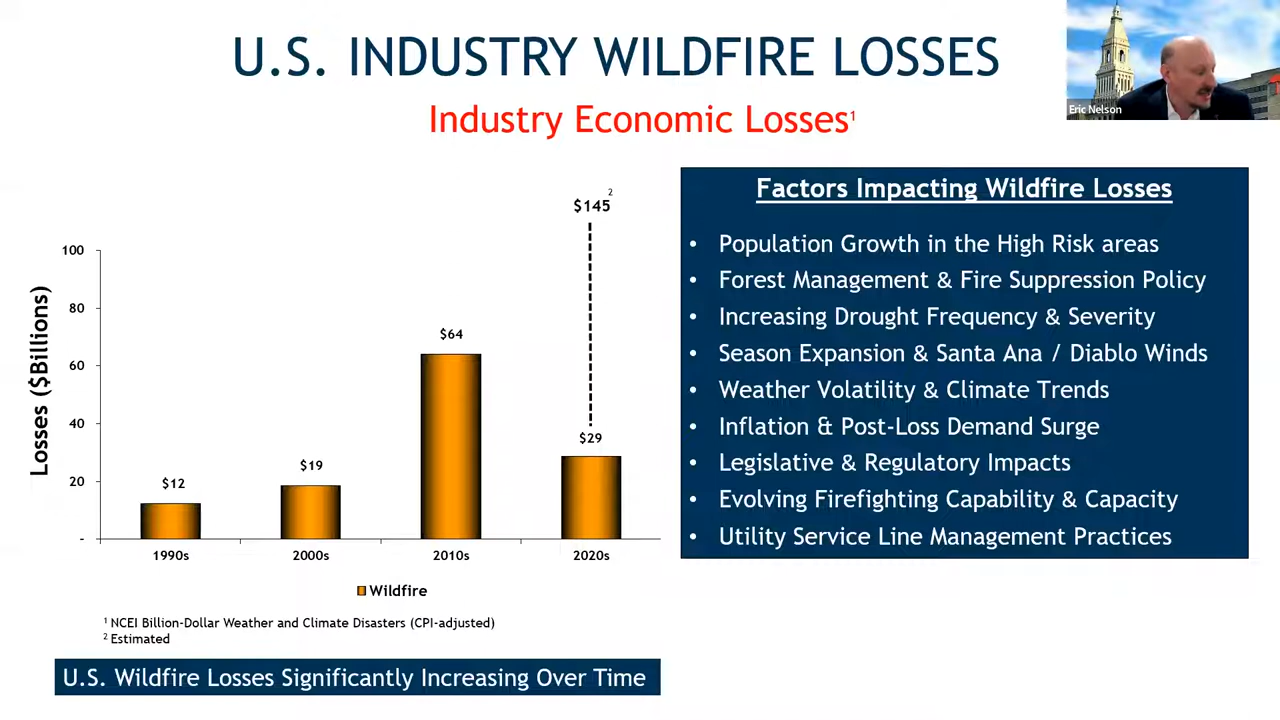 U.S. INDUSTRY WILDFIRE LOSSES
Industry Economic Losses¹
Eric Nelson
Losses ($Billions)
100
80
60
40
20
-
$12
$19
$64
$29
$145²
1990s
2000s
2010s
2020s
Wildfire
¹ NCEI Billion-Dollar Weather and Climate Disasters (CPI-adjusted)
² Estimated
U.S. Wildfire Losses Significantly Increasing Over Time
Factors Impacting Wildfire Losses
• Population Growth in the High Risk areas
• Forest Management & Fire Suppression Policy
• Increasing Drought Frequency & Severity
• Season Expansion & Santa Ana / Diablo Winds
• Weather Volatility & Climate Trends
• Inflation & Post-Loss Demand Surge
• Legislative & Regulatory Impacts
• Evolving Firefighting Capability & Capacity
• Utility Service Line Management Practices